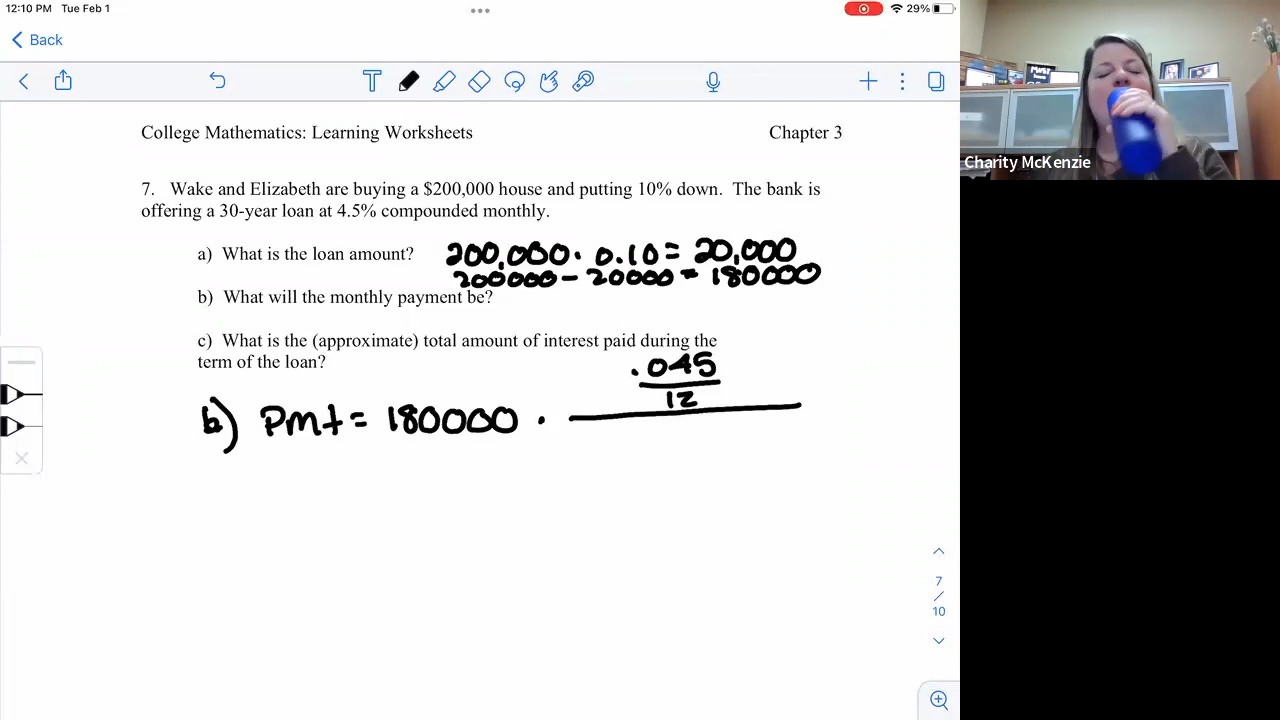 12:10 PM Tue Feb 1
29%
Back
College Mathematics: Learning Worksheets Chapter 3
7. Wake and Elizabeth are buying a $200,000 house and putting 10% down. The bank is
offering a 30-year loan at 4.5% compounded monthly.
a) What is the loan amount? 200,000 · 0.10 = 20,000
200000 - 20000 = 180000
b) What will the monthly payment be?
c) What is the (approximate) total amount of interest paid during the
term of the loan?
.045
12
b) Pmt = 180000 ·
7
/
10
Charity McKenzie